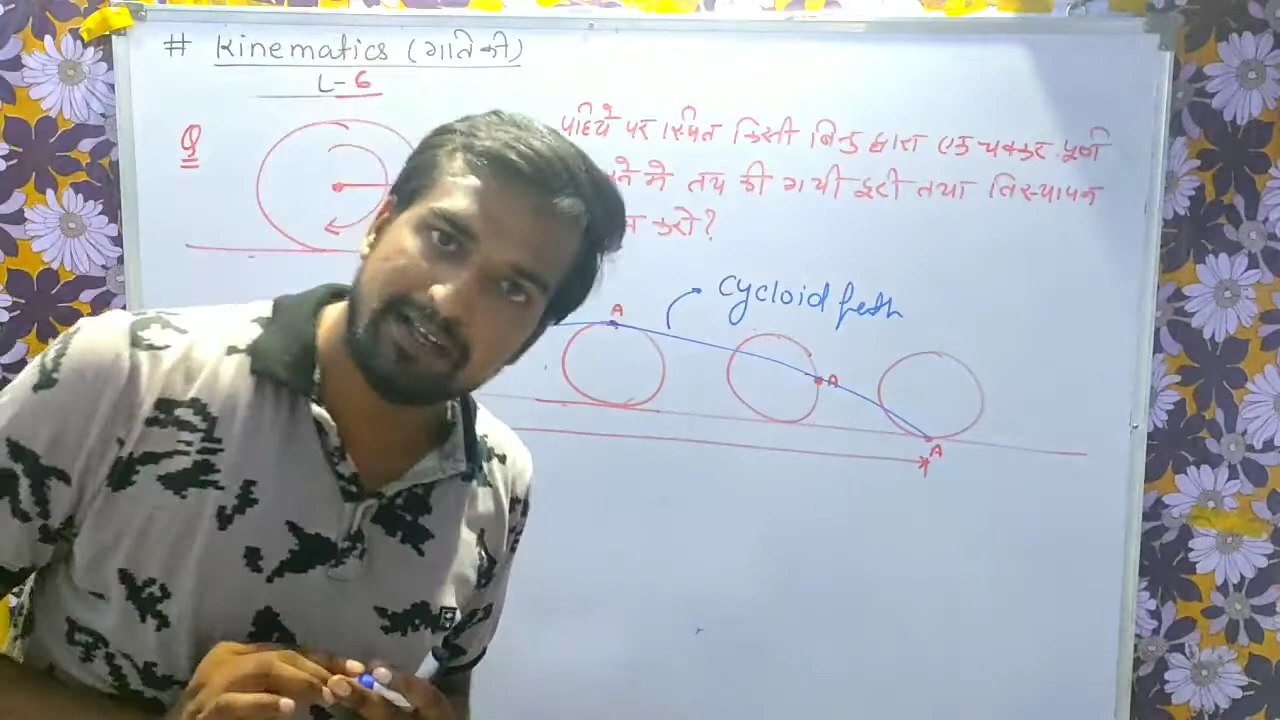 # Kinematics (गतिकी)
L-6
Q
पहिये पर स्थित किसी बिन्दु द्वारा एक चक्कर पूर्ण
ने में तय की गयी दूरी तथा विस्थापन
करो?
cycloid path
A
A
A